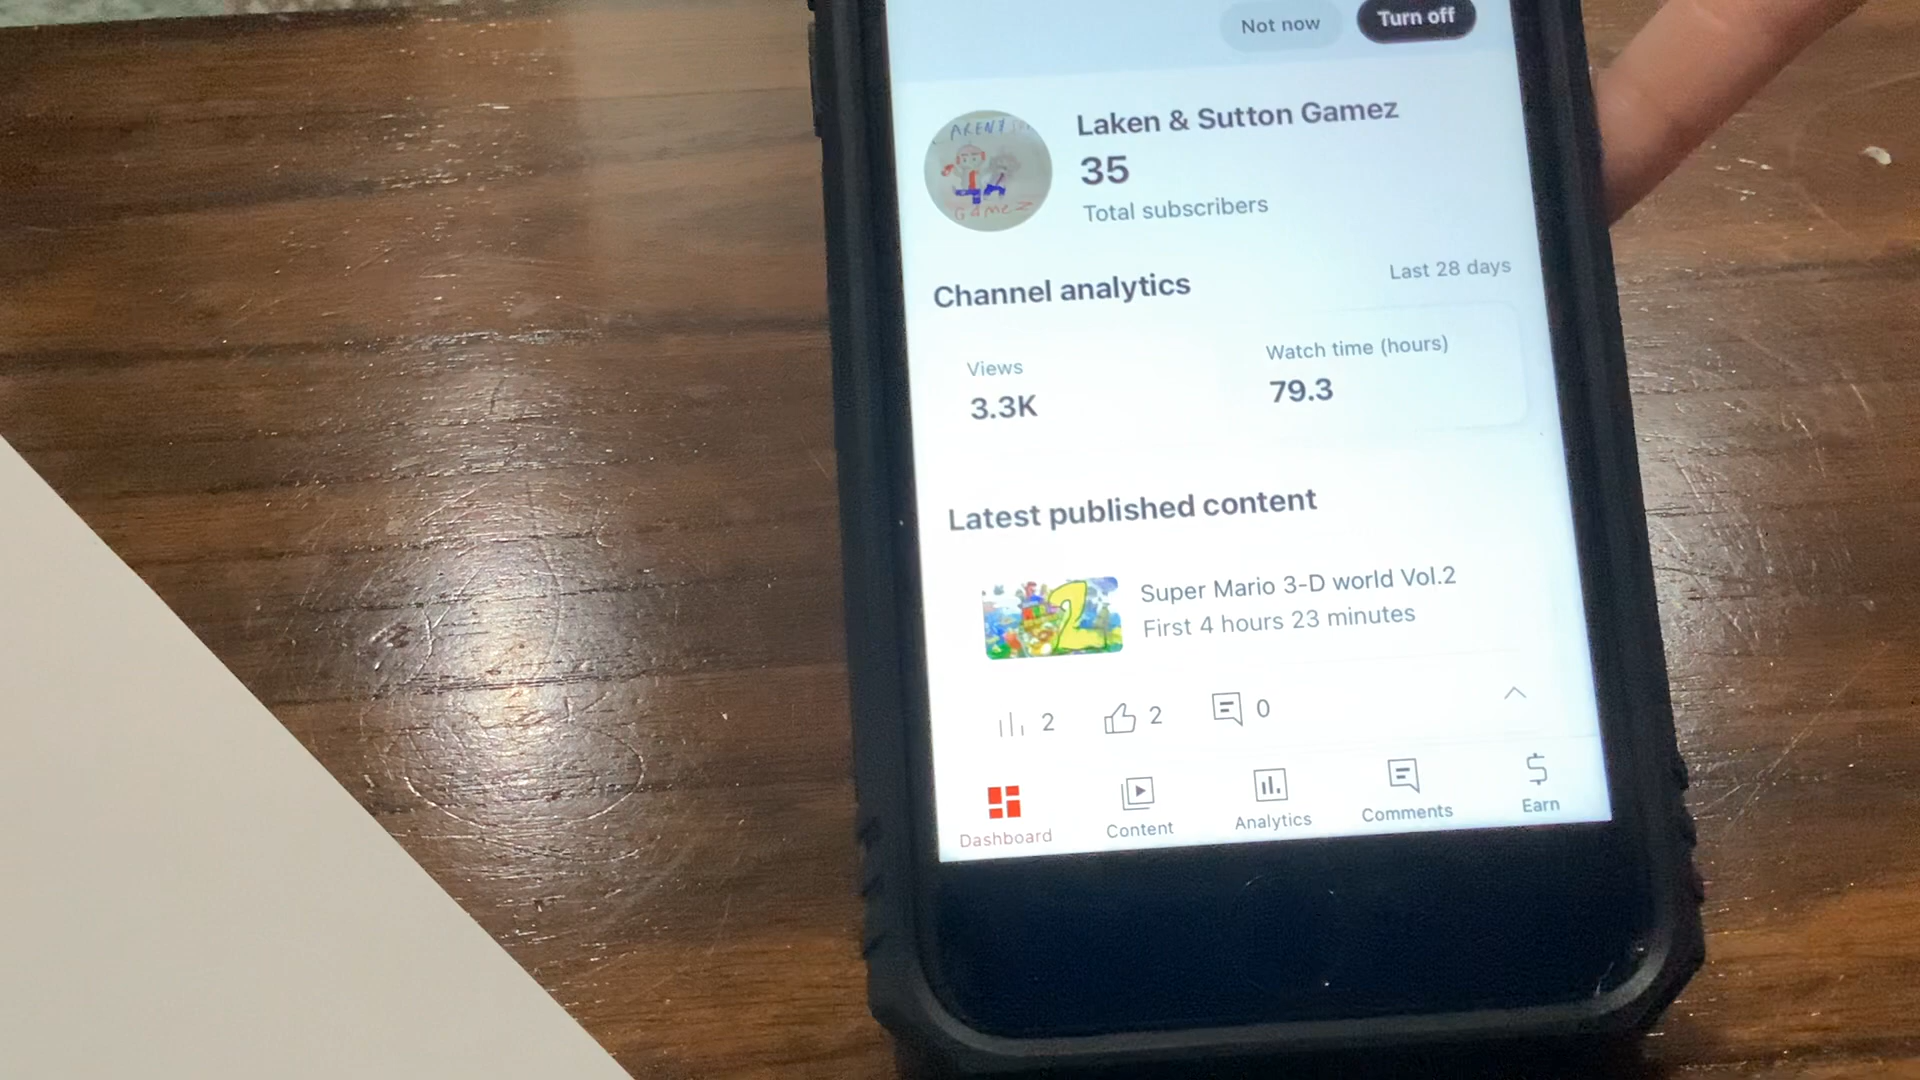 Not now
Turn off
Laken & Sutton Gamez
35
Total subscribers
Gamez
Channel analytics
Last 28 days
Views
Watch time (hours)
3.3K
79.3
Latest published content
2
Super Mario 3-D world Vol.2
First 4 hours 23 minutes
2
2
0
Dashboard
Content
Analytics
Comments
Earn